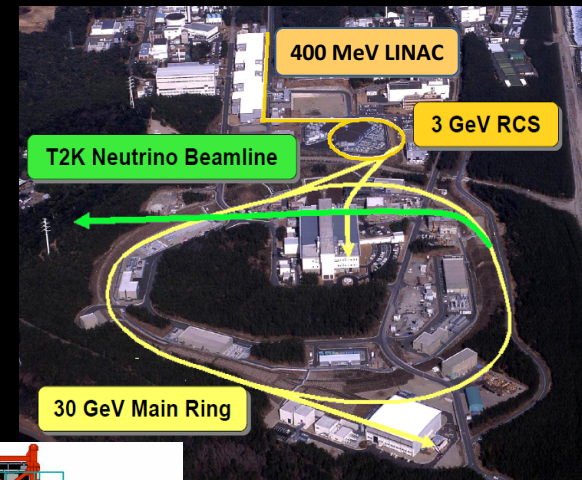 400 MeV LINAC
3 GeV RCS
T2K Neutrino Beamline
30 GeV Main Ring